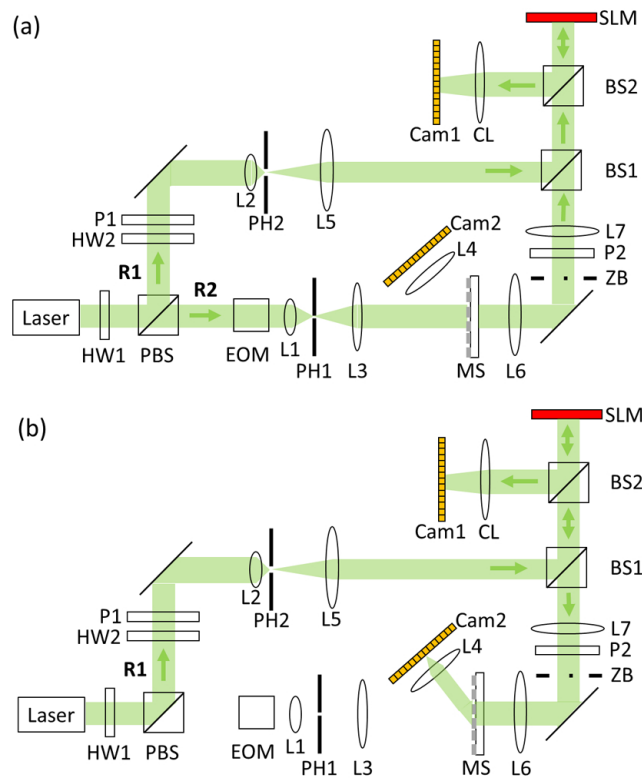 (a)
SLM
BS2
Cam1 CL
BS1
L2
PH2
L5
P1
HW2
R1
Cam2
L4
L7
P2
ZB
R2
Laser
HW1
PBS
EOM
L1
PH1
L3
MS
L6
(b)
SLM
BS2
Cam1 CL
BS1
L2
PH2
L5
P1
HW2
R1
Cam2
L4
L7
P2
ZB
Laser
HW1
PBS
EOM
L1
PH1
L3
MS
L6